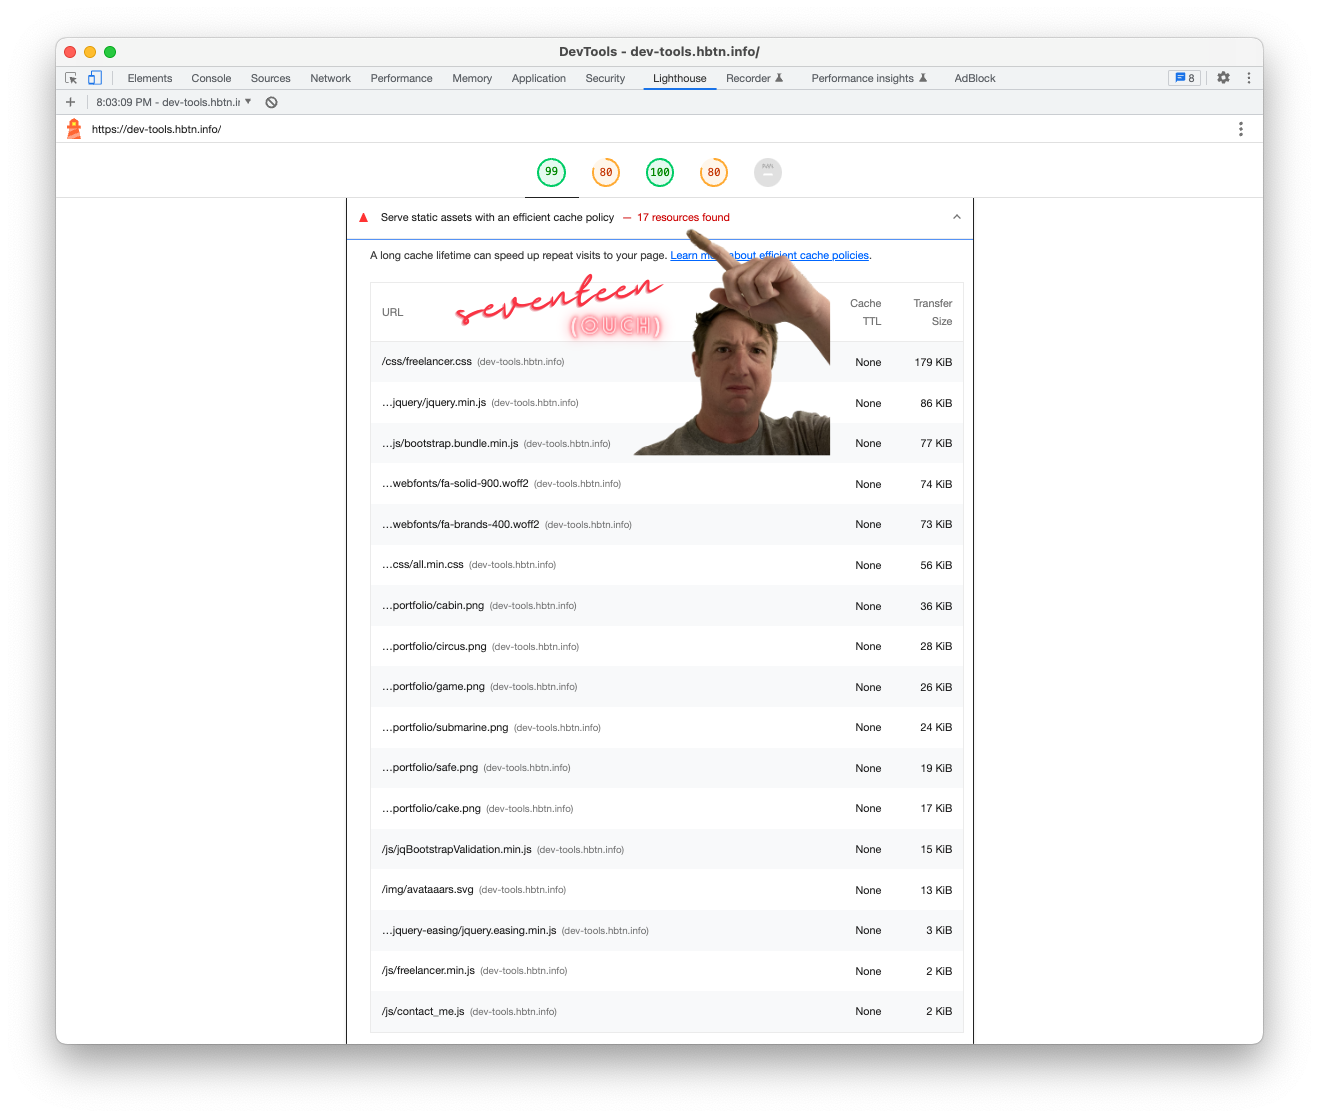 DevTools - dev-tools.hbtn.info/
Elements Console Sources Network Performance Memory Application Security Lighthouse Recorder Performance insights AdBlock 8
8:03:09 PM - dev-tools.hbtn.ir
https://dev-tools.hbtn.info/
99 80 100 80
Serve static assets with an efficient cache policy — 17 resources found
A long cache lifetime can speed up repeat visits to your page. Learn about efficient cache policies.
seventeen
(OUCH)
URL Cache TTL Transfer Size
/css/freelancer.css (dev-tools.hbtn.info) None 179 KiB
…jquery/jquery.min.js (dev-tools.hbtn.info) None 86 KiB
…js/bootstrap.bundle.min.js (dev-tools.hbtn.info) None 77 KiB
…webfonts/fa-solid-900.woff2 (dev-tools.hbtn.info) None 74 KiB
…webfonts/fa-brands-400.woff2 (dev-tools.hbtn.info) None 73 KiB
…css/all.min.css (dev-tools.hbtn.info) None 56 KiB
…portfolio/cabin.png (dev-tools.hbtn.info) None 36 KiB
…portfolio/circus.png (dev-tools.hbtn.info) None 28 KiB
…portfolio/game.png (dev-tools.hbtn.info) None 26 KiB
…portfolio/submarine.png (dev-tools.hbtn.info) None 24 KiB
…portfolio/safe.png (dev-tools.hbtn.info) None 19 KiB
…portfolio/cake.png (dev-tools.hbtn.info) None 17 KiB
/js/jqBootstrapValidation.min.js (dev-tools.hbtn.info) None 15 KiB
/img/avataaars.svg (dev-tools.hbtn.info) None 13 KiB
…jquery-easing/jquery.easing.min.js (dev-tools.hbtn.info) None 3 KiB
/js/freelancer.min.js (dev-tools.hbtn.info) None 2 KiB
/js/contact_me.js (dev-tools.hbtn.info) None 2 KiB